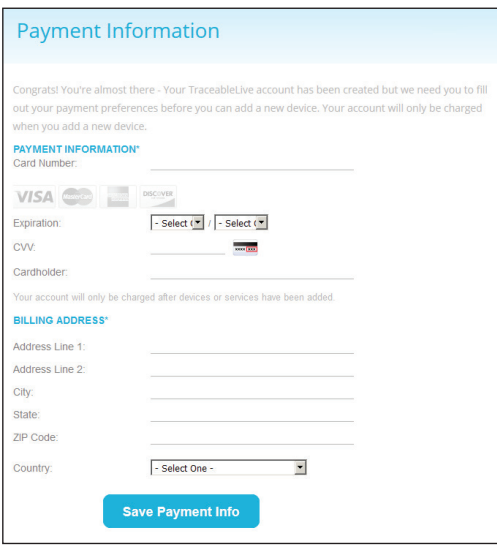 Payment Information
Congrats! You're almost there - Your TraceableLive account has been created but we need you to fill
out your payment preferences before you can add a new device. Your account will only be charged
when you add a new device.
PAYMENT INFORMATION*
Card Number:
VISA MasterCard DISCOVER
Expiration: - Select / - Select
CVV:
Cardholder:
Your account will only be charged after devices or services have been added.
BILLING ADDRESS*
Address Line 1:
Address Line 2:
City:
State:
ZIP Code:
Country: - Select One -
Save Payment Info